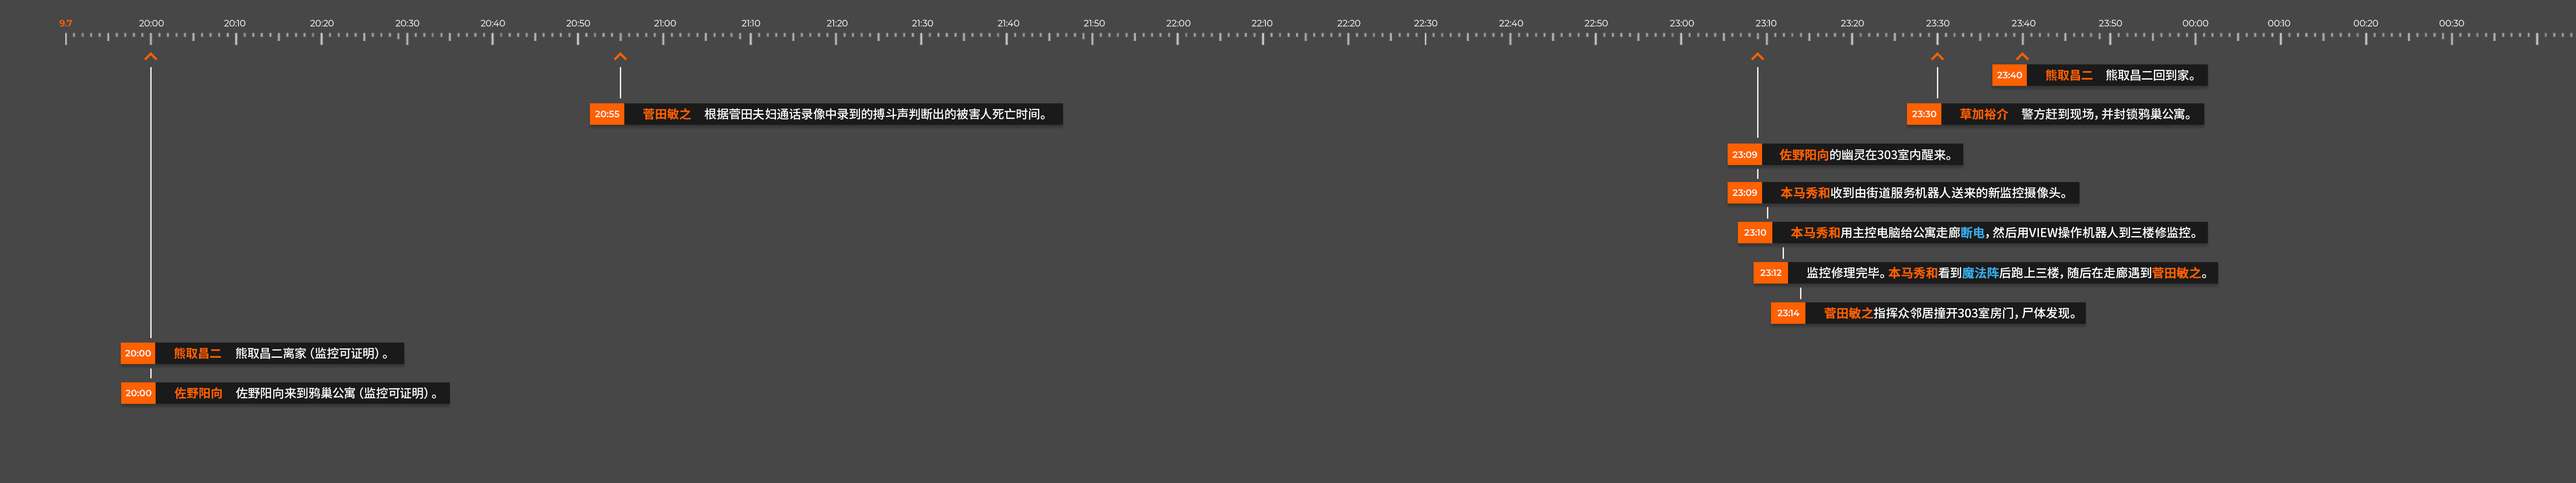 9.7 20:00 20:10 20:20 20:30 20:40 20:50 21:00 21:10 21:20 21:30 21:40 21:50 22:00 22:10 22:20 22:30 22:40 22:50 23:00 23:10 23:20 23:30 23:40 23:50 00:00 00:10 00:20 00:30
23:40 熊取昌二 熊取昌二回到家。
20:55 菅田敏之 根据菅田夫妇通话录像中录到的搏斗声判断出的被害人死亡时间。
23:30 草加裕介 警方赶到现场，并封锁鸦巢公寓。
23:09 佐野阳向的幽灵在303室内醒来。
23:09 本马秀和收到由街道服务机器人送来的新监控摄像头。
23:10 本马秀和用主控电脑给公寓走廊断电，然后用VIEW操作机器人到三楼修监控。
23:12 监控修理完毕。本马秀和看到魔法阵后跑上三楼，随后在走廊遇到菅田敏之。
23:14 菅田敏之指挥众邻居撞开303室房门，尸体发现。
20:00 熊取昌二 熊取昌二离家（监控可证明）。
20:00 佐野阳向 佐野阳向来到鸦巢公寓（监控可证明）。